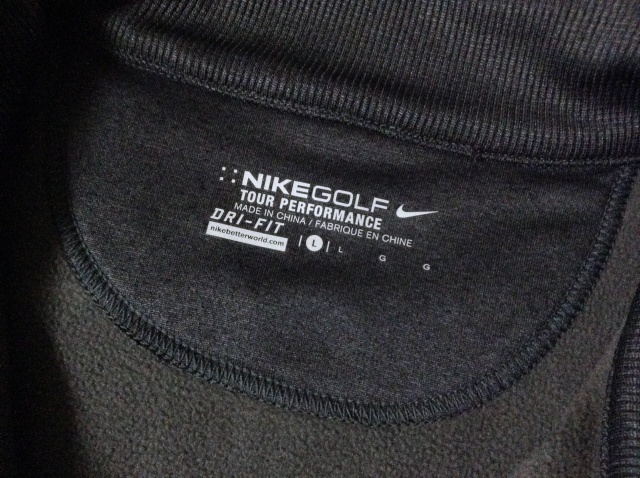 NIKEGOLF
TOUR PERFORMANCE
MADE IN CHINA / FABRIQUE EN CHINE
DRI-FIT
nikebetterworld.com | L | L G G